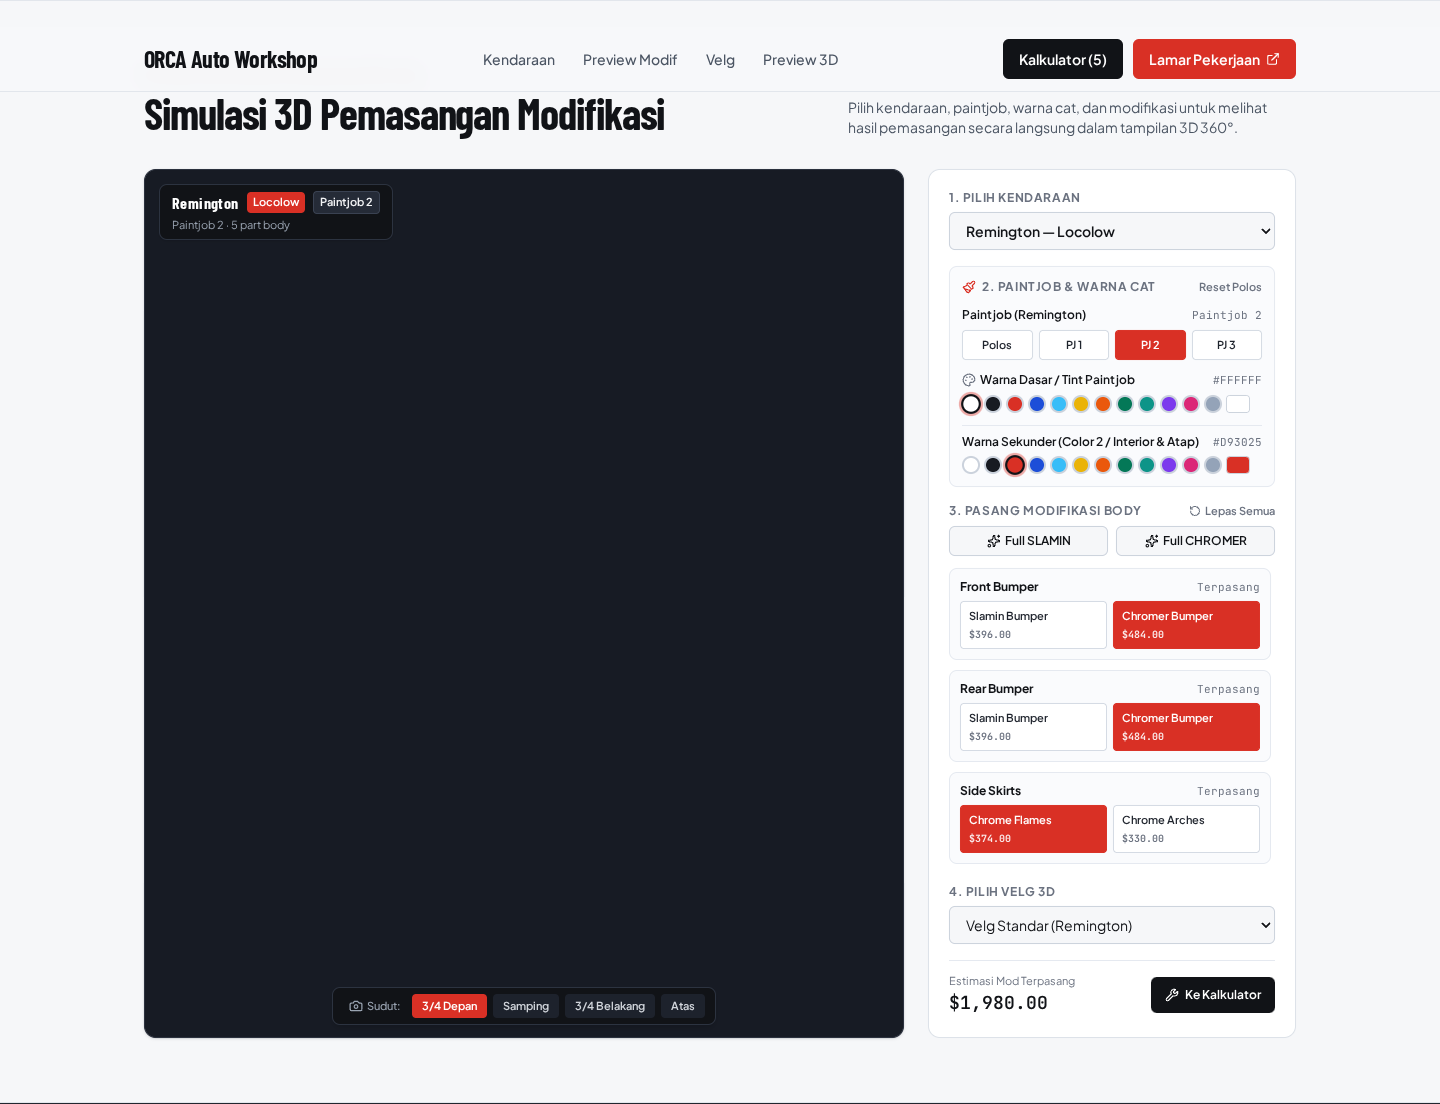 ORCA Auto Workshop
Kendaraan
Preview Modif
Velg
Preview 3D
Kalkulator (5)
Lamar Pekerjaan
Simulasi 3D Pemasangan Modifikasi
Pilih kendaraan, paintjob, warna cat, dan modifikasi untuk melihat
hasil pemasangan secara langsung dalam tampilan 3D 360°.
Remington Locolow Paintjob 2
Paintjob 2 · 5 part body
Sudut: 3/4 Depan Samping 3/4 Belakang Atas
1. PILIH KENDARAAN
Remington — Locolow
2. PAINTJOB & WARNA CAT Reset Polos
Paintjob (Remington) Paintjob 2
Polos PJ 1 PJ 2 PJ 3
Warna Dasar / Tint Paintjob #FFFFFF
Warna Sekunder (Color 2 / Interior & Atap) #D93025
3. PASANG MODIFIKASI BODY Lepas Semua
Full SLAMIN Full CHROMER
Front Bumper Terpasang
Slamin Bumper Chromer Bumper
$396.00 $484.00
Rear Bumper Terpasang
Slamin Bumper Chromer Bumper
$396.00 $484.00
Side Skirts Terpasang
Chrome Flames Chrome Arches
$374.00 $330.00
4. PILIH VELG 3D
Velg Standar (Remington)
Estimasi Mod Terpasang
$1,980.00
Ke Kalkulator